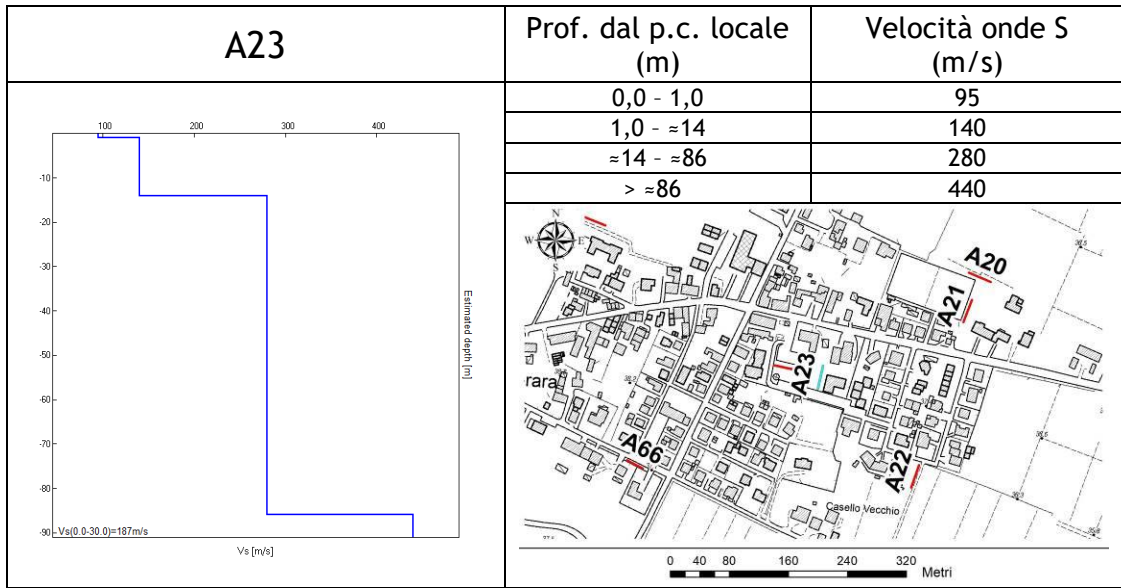 A23
Prof. dal p.c. locale
(m)
Velocità onde S
(m/s)
0,0 – 1,0
95
1,0 – ≈14
140
≈14 – ≈86
280
> ≈86
440
100 200 300 400
-10
-20
-30
-40
-50
-60
-70
-80
-90
Estimated depth [m]
Vs(0.0-30.0)=187m/s
Vs [m/s]
N
W E
S
A20
A21
A23
rara
A66
A22
Casello Vecchio
0 40 80 160 240 320
Metri